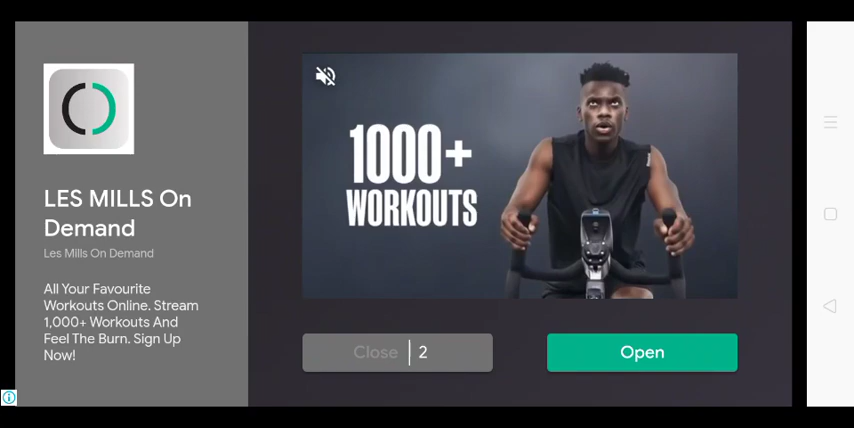 LES MILLS On
Demand
Les Mills On Demand
All Your Favourite
Workouts Online. Stream
1,000+ Workouts And
Feel The Burn. Sign Up
Now!
1000+
WORKOUTS
Close 2
Open